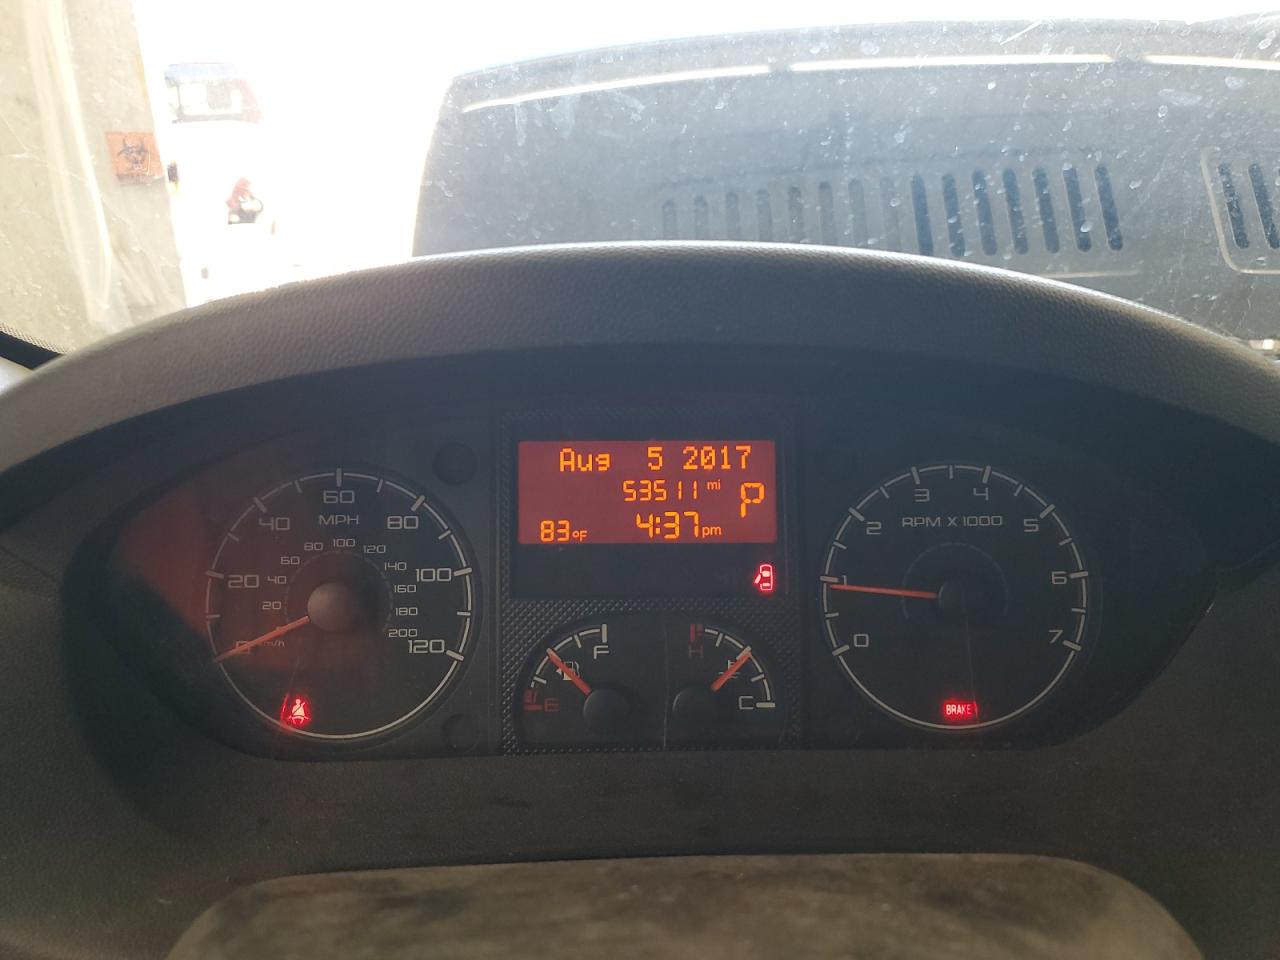 Aug 5 2017
53511 mi
P
83°F 4:37 pm
60
40 80
MPH
20 100
0 120
80 100 120
60 140
40 160
20 180
km/h 200
F
E
H
C
3 4
2 5
RPM X 1000
1 6
0 7
BRAKE